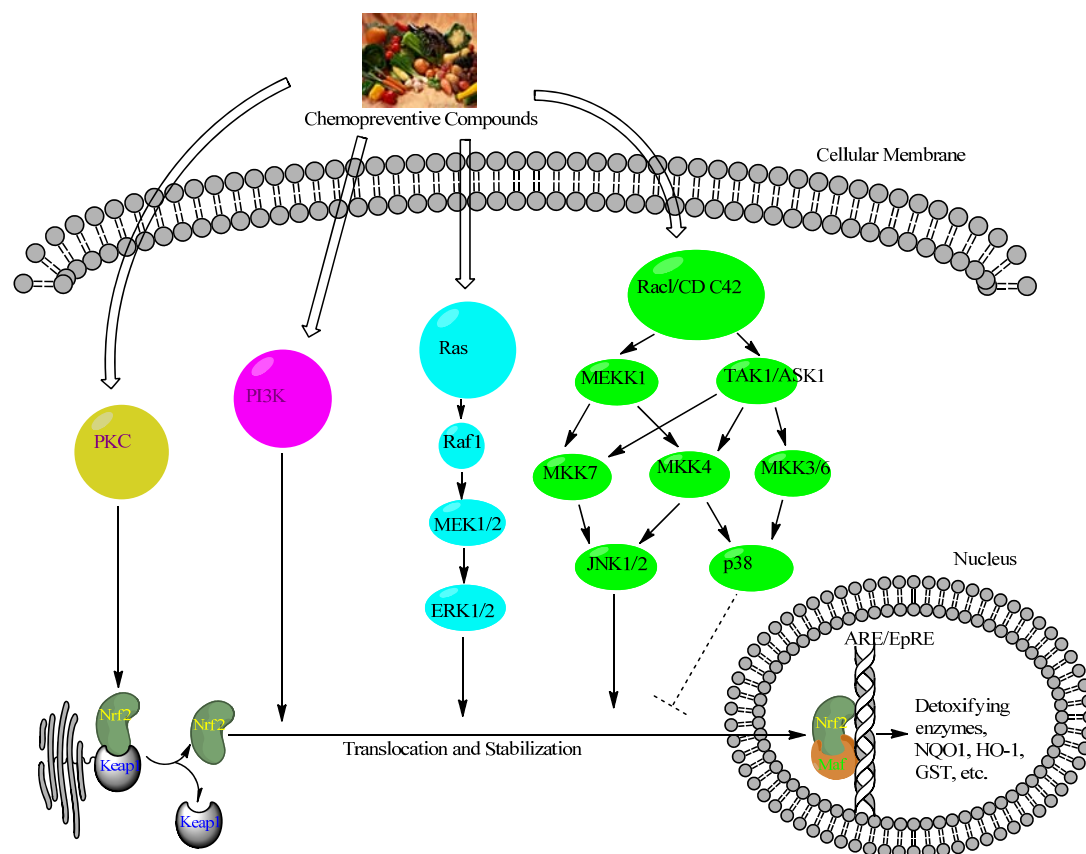 Chemopreventive Compounds
Cellular Membrane
Racl/CD C42
Ras
MEKK1
TAK1/ASK1
PI3K
PKC
Raf1
MKK7
MKK4
MKK3/6
MEK1/2
JNK1/2
p38
Nucleus
ERK1/2
ARE/EpRE
Nrf2
Nrf2
Keap1
Keap1
Translocation and Stabilization
Nrf2
Maf
Detoxifying
enzymes,
NQO1, HO-1,
GST, etc.